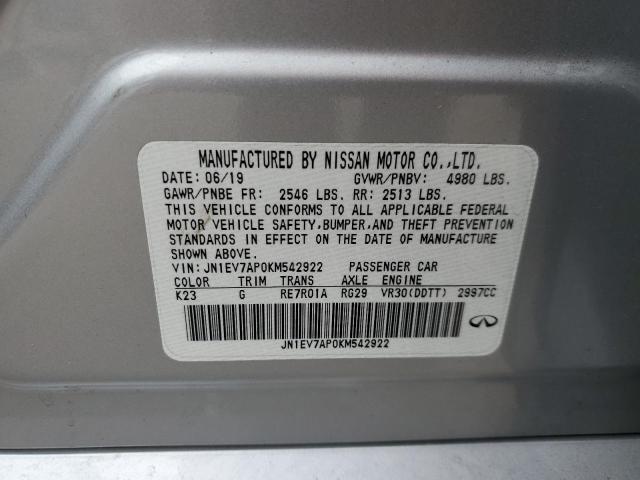 MANUFACTURED BY NISSAN MOTOR CO.,LTD.
DATE: 06/19 GVWR/PNBV: 4980 LBS.
GAWR/PNBE FR: 2546 LBS. RR: 2513 LBS.
THIS VEHICLE CONFORMS TO ALL APPLICABLE FEDERAL
MOTOR VEHICLE SAFETY,BUMPER,AND THEFT PREVENTION
STANDARDS IN EFFECT ON THE DATE OF MANUFACTURE
SHOWN ABOVE.
VIN: JN1EV7AP0KM542922 PASSENGER CAR
COLOR TRIM TRANS AXLE ENGINE
K23 G RE7R01A RG29 VR30(DDTT) 2997CC
JN1EV7AP0KM542922